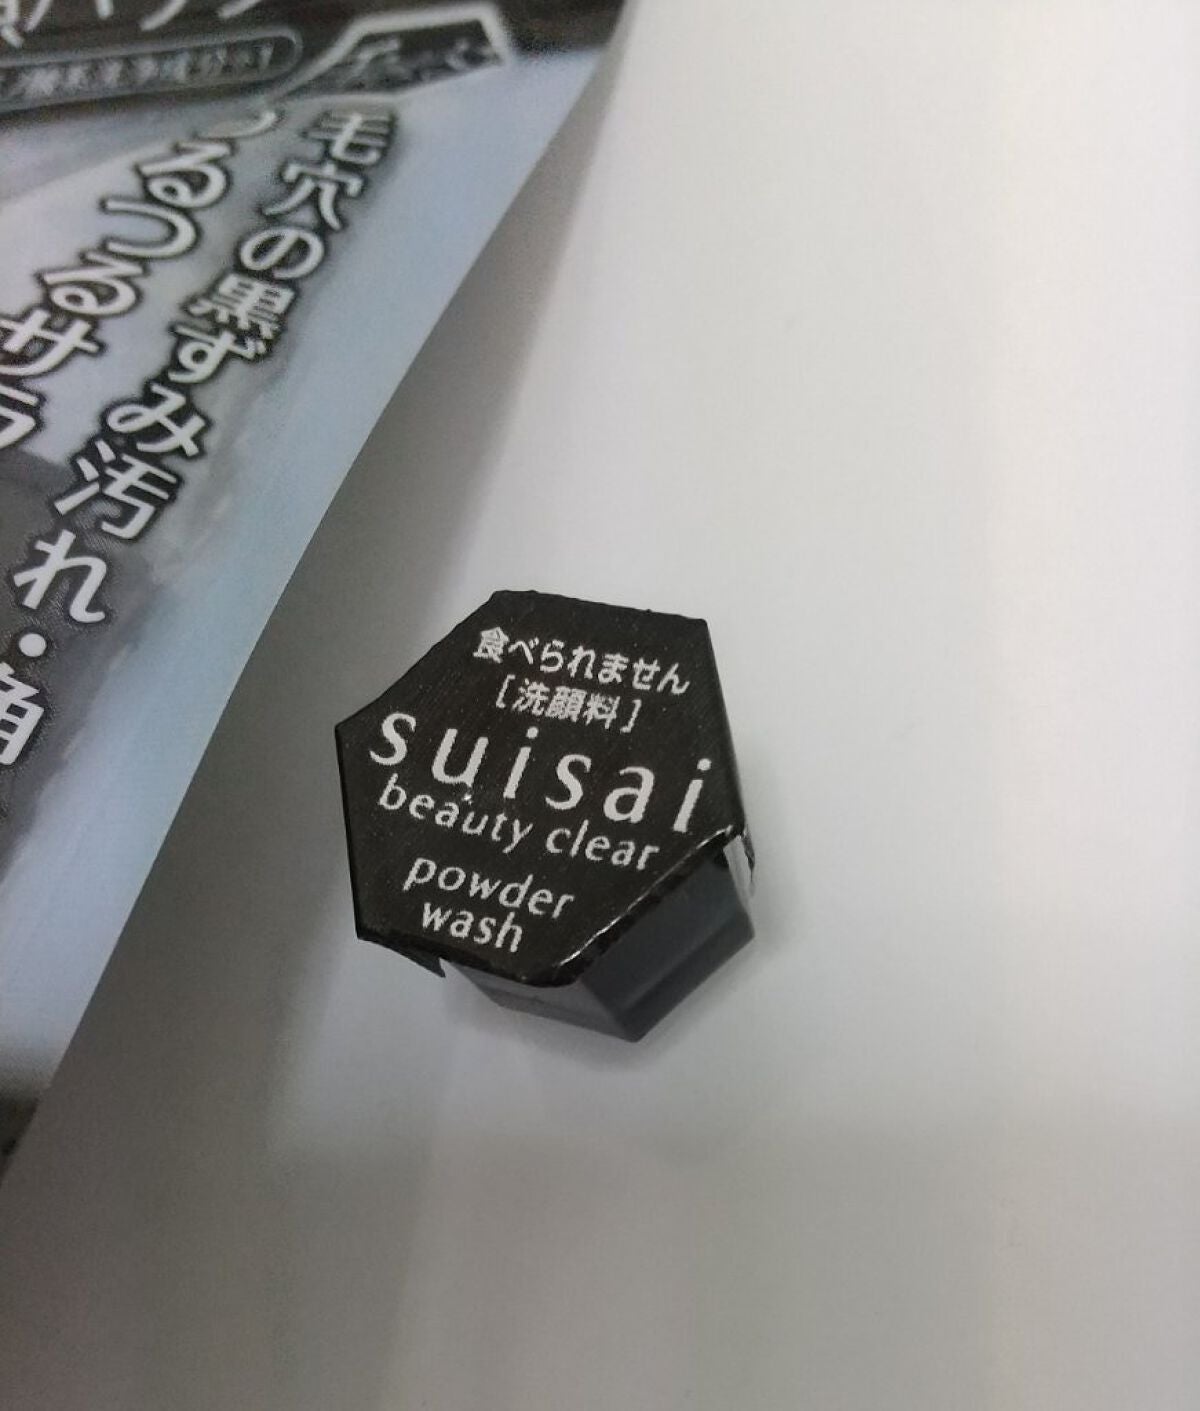 毛穴の黒ずみ汚れ・角
つるつるサラ
食べられません
[洗顔料]
suisai
beauty clear
powder
wash